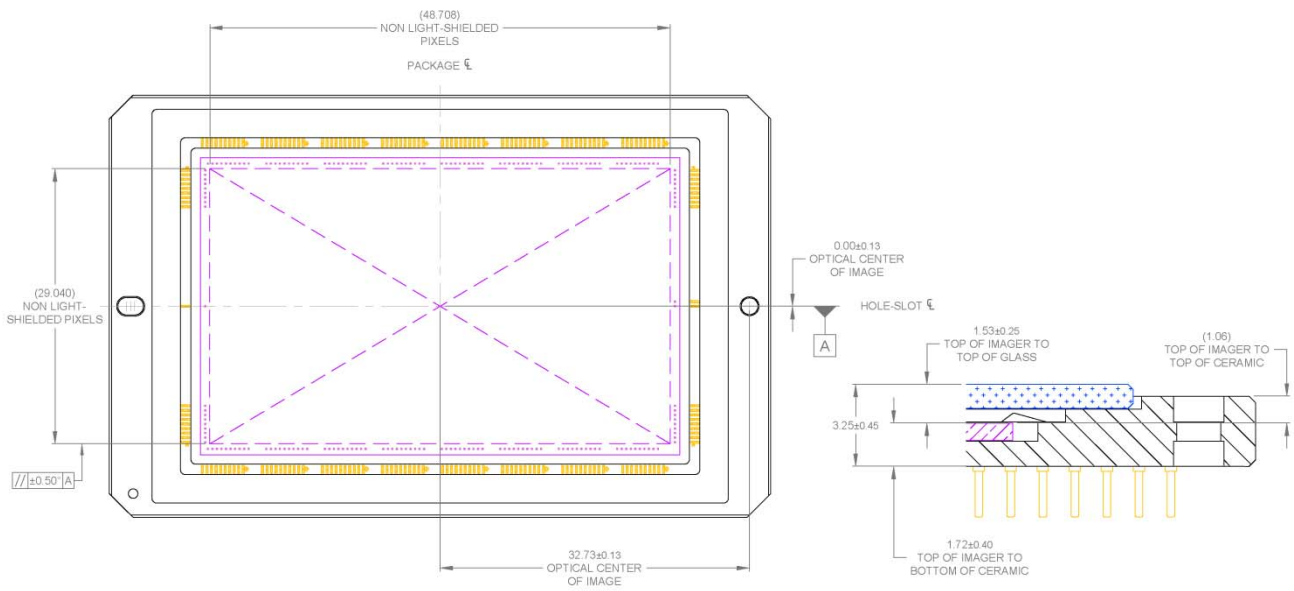 (48.708)
NON LIGHT-SHIELDED
PIXELS
PACKAGE ℄
0.00±0.13
OPTICAL CENTER
OF IMAGE
(29.040)
NON LIGHT-
SHIELDED PIXELS
HOLE-SLOT ℄
A
1.53±0.25
TOP OF IMAGER TO
TOP OF GLASS
(1.06)
TOP OF IMAGER TO
TOP OF CERAMIC
3.25±0.45
// ±0.50° A
32.73±0.13
OPTICAL CENTER
OF IMAGE
1.72±0.40
TOP OF IMAGER TO
BOTTOM OF CERAMIC